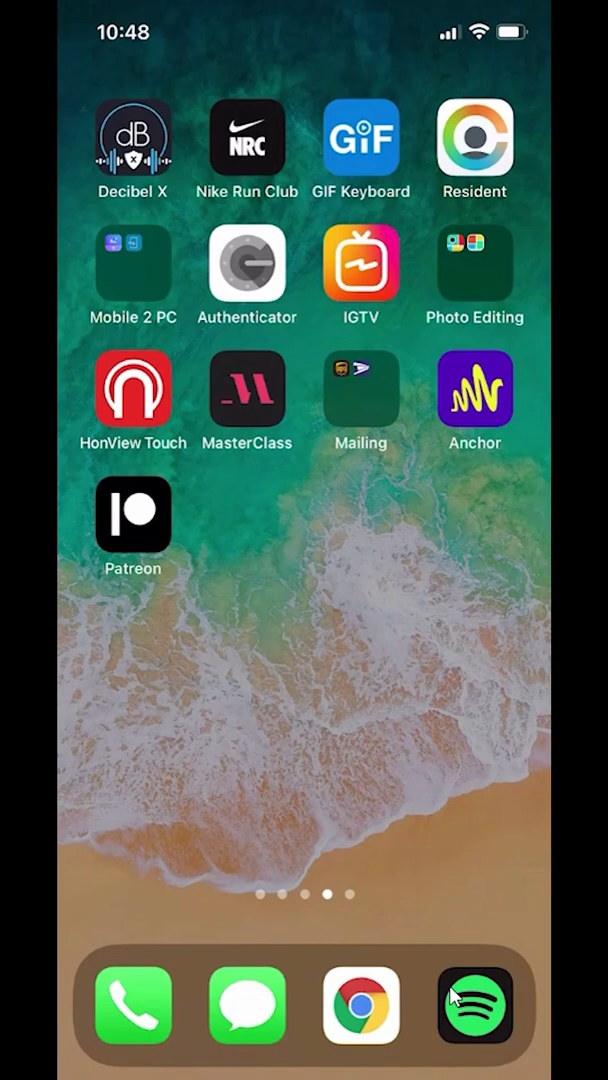 10:48
dB
X
NRC
GIF
Decibel X
Nike Run Club
GIF Keyboard
Resident
Mobile 2 PC
Authenticator
IGTV
Photo Editing
HonView Touch
MasterClass
Mailing
Anchor
Patreon